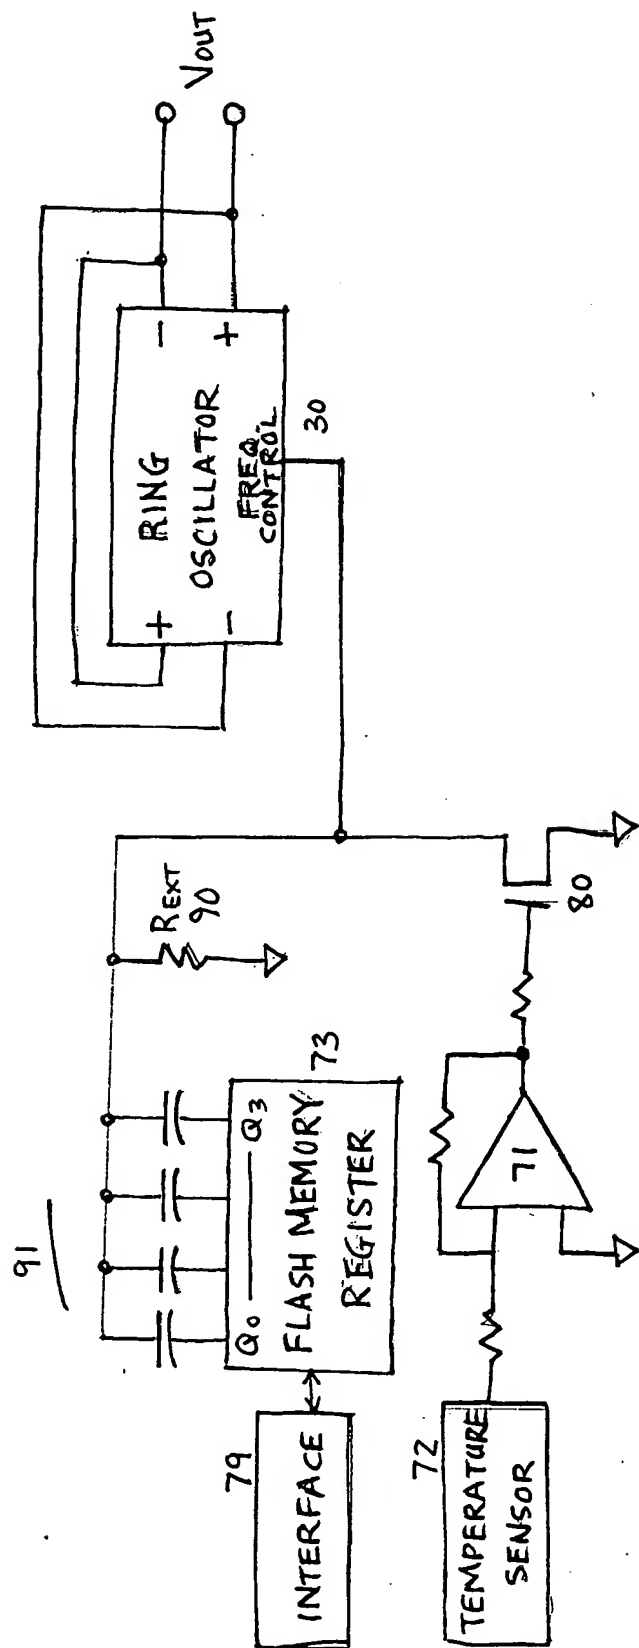 91
79
INTERFACE
Q0 Q3
FLASH MEMORY
REGISTER
73
REXT
90
72
TEMPERATURE
SENSOR
71
80
+ -
- +
RING
OSCILLATOR
FREQ.
CONTROL
30
VOUT